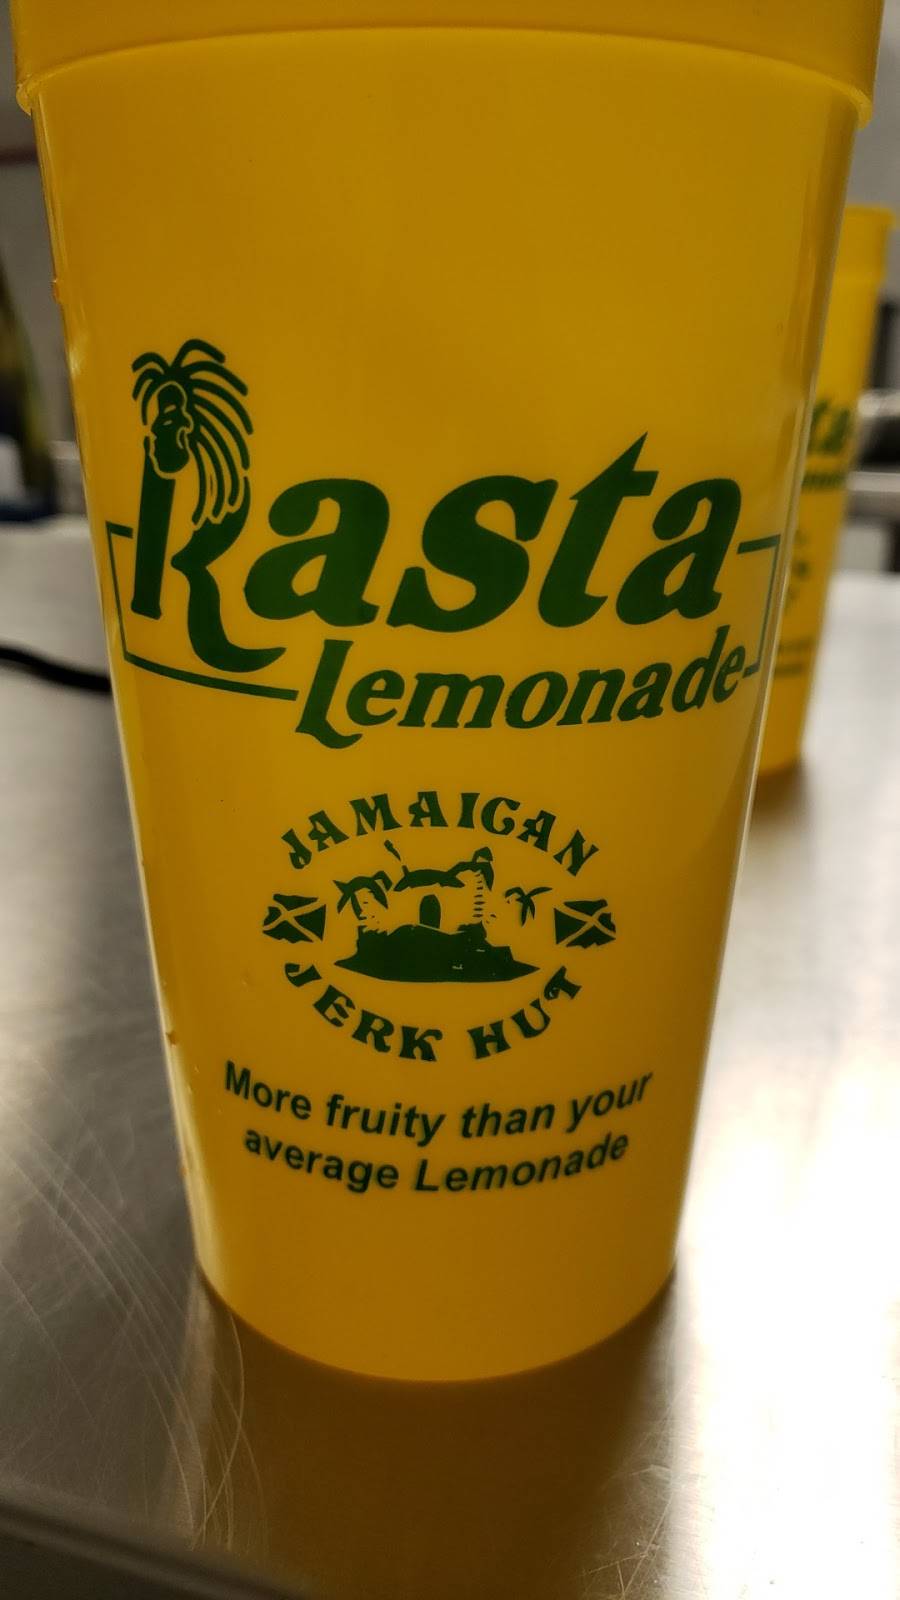 Rasta
Lemonade
JAMAICAN
JERK HUT
More fruity than your
average Lemonade